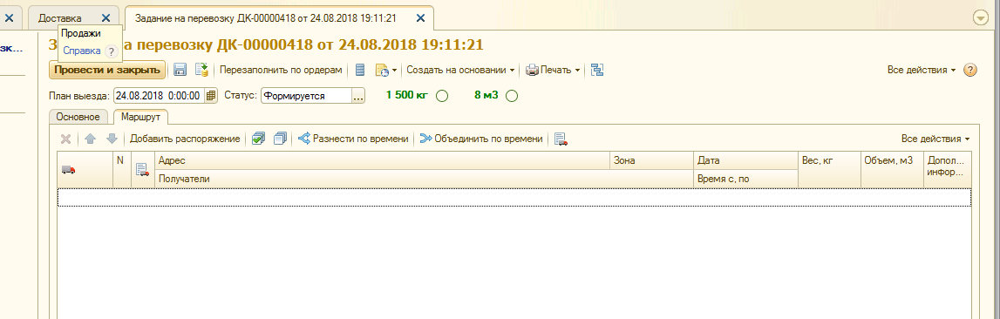 Доставка
Задание на перевозку ДК-00000418 от 24.08.2018 19:11:21
Продажи
Справка ?
зк...
З
а перевозку ДК-00000418 от 24.08.2018 19:11:21
Провести и закрыть
Перезаполнить по ордерам
Создать на основании
Печать
Все действия
?
План выезда: 24.08.2018 0:00:00
Статус: Формируется ...
1 500 кг
8 м3
Основное
Маршрут
Добавить распоряжение
Разнести по времени
Объединить по времени
Все действия
N
Адрес
Зона
Дата
Вес, кг
Объем, м3
Допол...
инфор...
Получатели
Время с, по